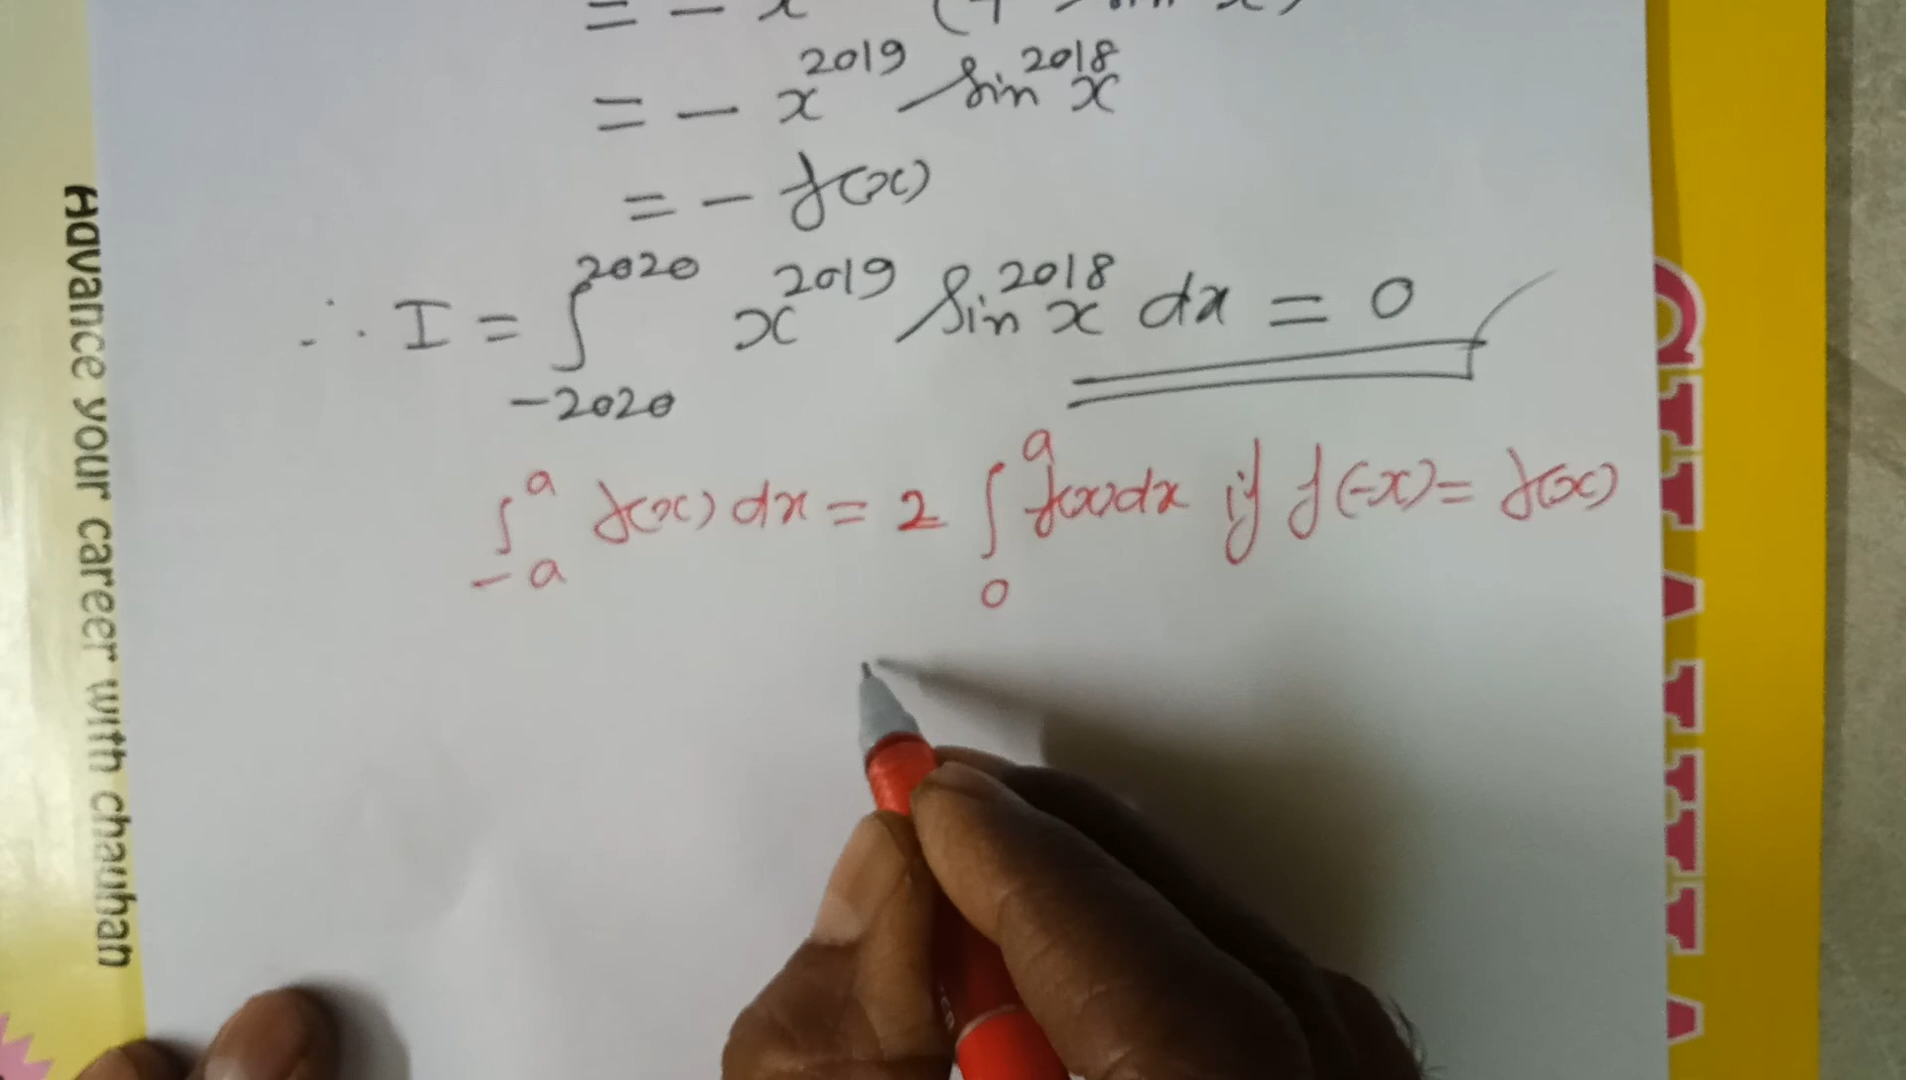 = - x
= - x^2019 sin^2018 x
= - f(x)
∴ I = ∫_{-2020}^{2020} x^2019 sin^2018 x dx = 0
∫_{-a}^{a} f(x) dx = 2 ∫_{0}^{a} f(x) dx if f(-x) = f(x)
Advance your career with chauhan